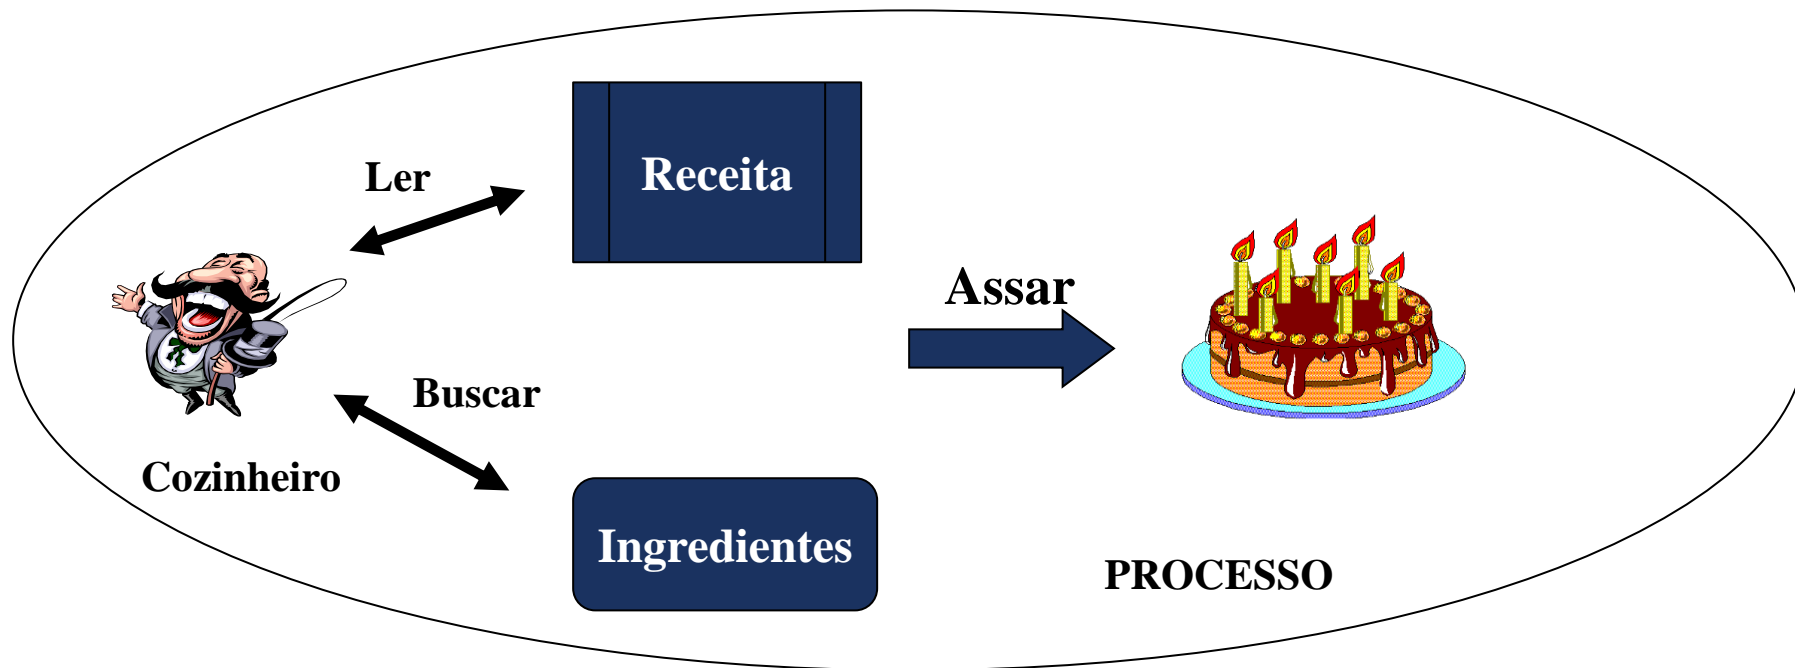 Ler
Receita
Assar
Buscar
Cozinheiro
Ingredientes
PROCESSO